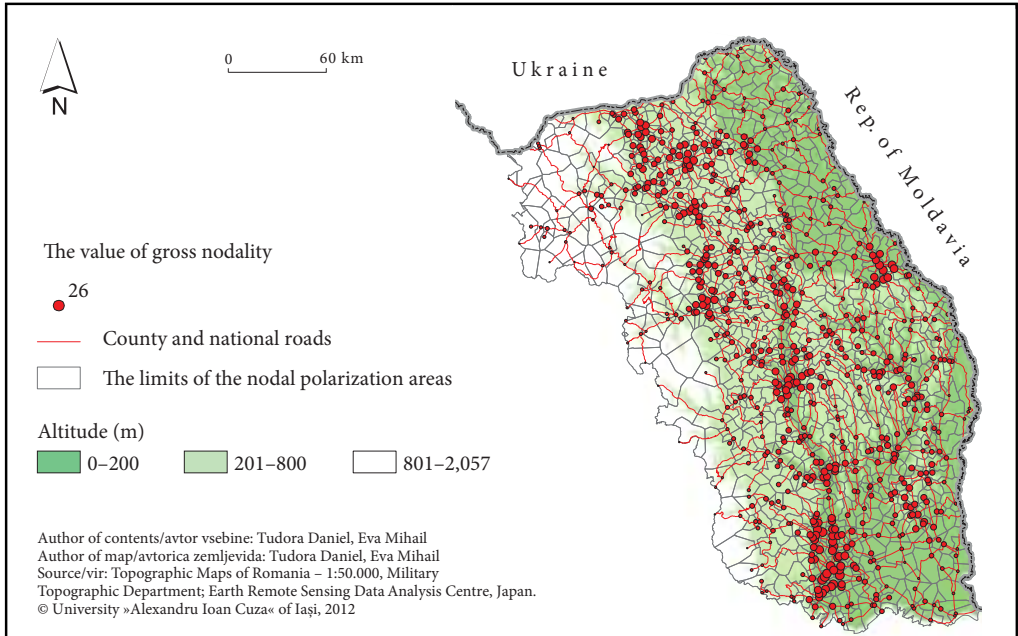 N
0 60 km
Ukraine
Rep. of Moldavia
The value of gross nodality
26
County and national roads
The limits of the nodal polarization areas
Altitude (m)
0–200 201–800 801–2,057
Author of contents/avtor vsebine: Tudora Daniel, Eva Mihail
Author of map/avtorica zemljevida: Tudora Daniel, Eva Mihail
Source/vir: Topographic Maps of Romania – 1:50.000, Military
Topographic Department; Earth Remote Sensing Data Analysis Centre, Japan.
© University »Alexandru Ioan Cuza« of Iași, 2012